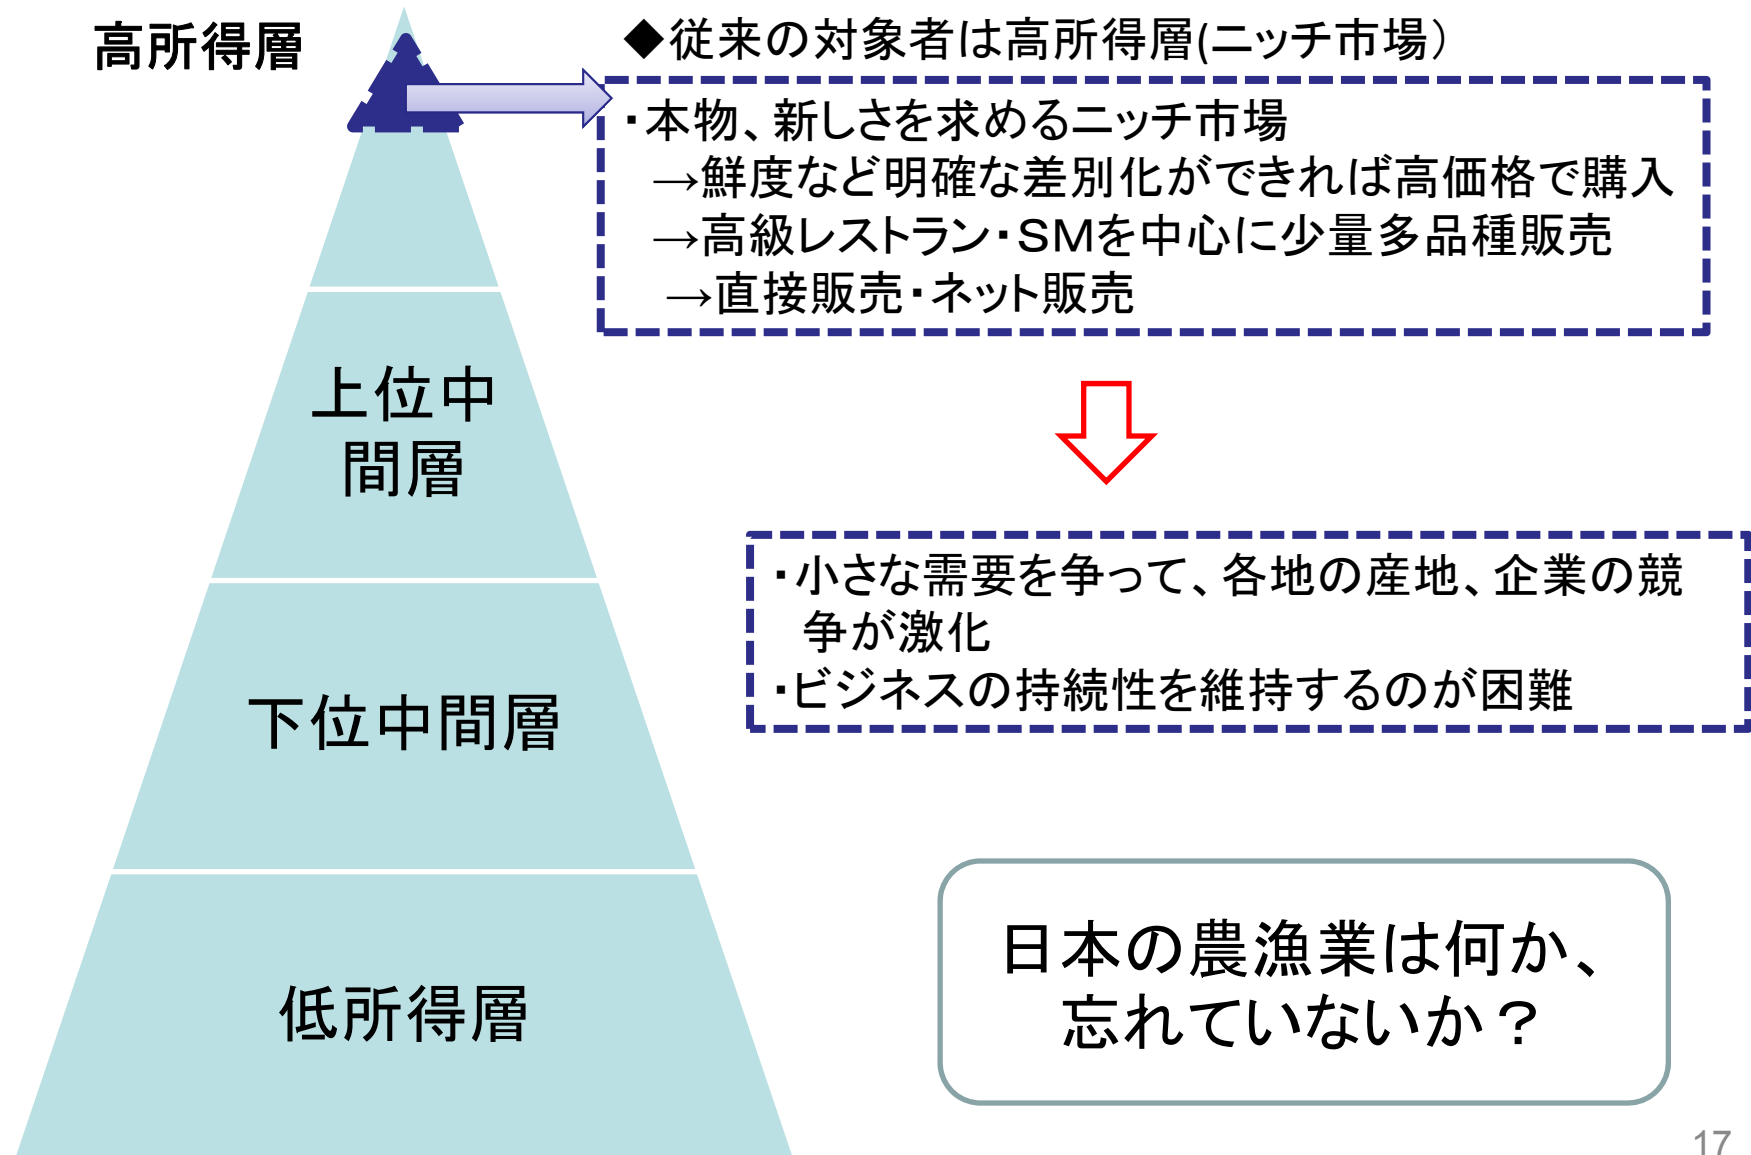 高所得層
◆従来の対象者は高所得層(ニッチ市場）
・本物、新しさを求めるニッチ市場
→鮮度など明確な差別化ができれば高価格で購入
→高級レストラン・SMを中心に少量多品種販売
→直接販売・ネット販売
上位中
間層
・小さな需要を争って、各地の産地、企業の競
争が激化
・ビジネスの持続性を維持するのが困難
下位中間層
日本の農漁業は何か、
忘れていないか？
低所得層
17